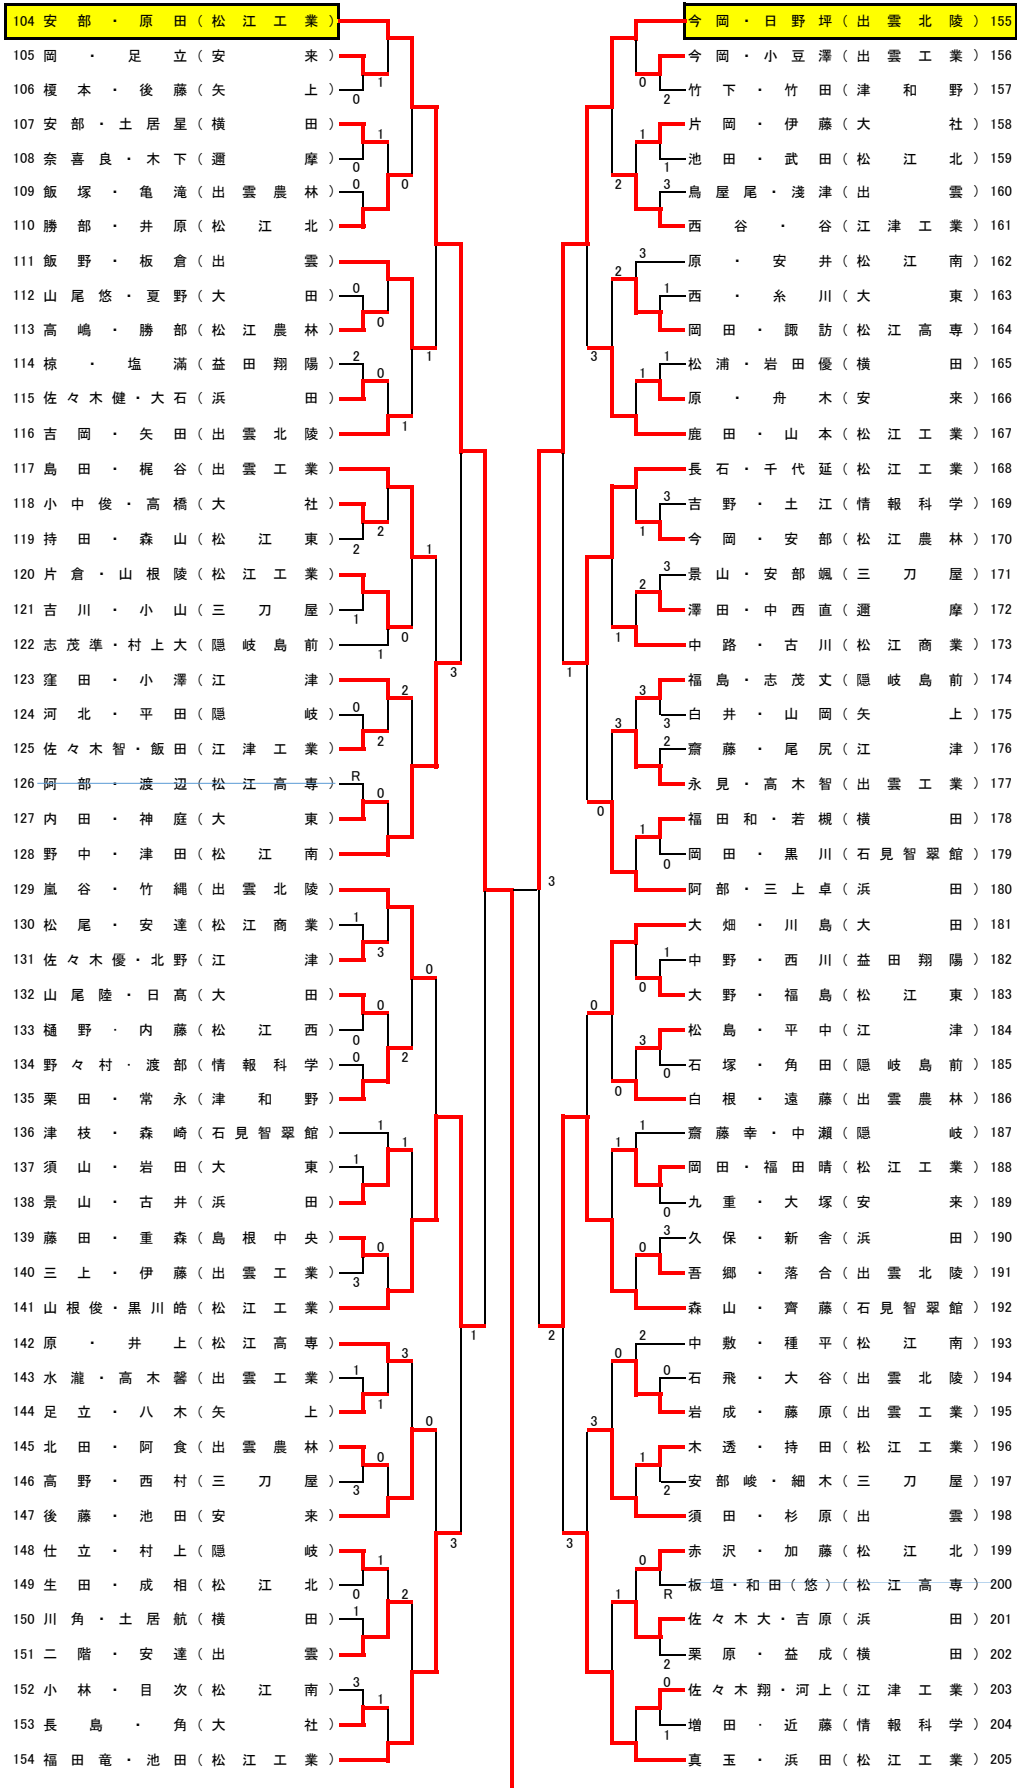 104 安部・原田(松江工業)
105 岡・足立(安来)
106 榎本・後藤(矢上)
107 安部・土居星(横田)
108 奈喜良・木下(邇摩)
109 飯塚・亀滝(出雲農林)
110 勝部・井原(松江北)
111 飯野・板倉(出雲)
112 山尾悠・夏野(大田)
113 高嶋・勝部(松江農林)
114 椋・塩満(益田翔陽)
115 佐々木健・大石(浜田)
116 吉岡・矢田(出雲北陵)
117 島田・梶谷(出雲工業)
118 小中俊・高橋(大社)
119 持田・森山(松江東)
120 片倉・山根陵(松江工業)
121 吉川・小山(三刀屋)
122 志茂準・村上大(隠岐島前)
123 窪田・小澤(江津)
124 河北・平田(隠岐)
125 佐々木智・飯田(江津工業)
126 阿部・渡辺(松江高専)
127 内田・神庭(大東)
128 野中・津田(松江南)
129 嵐谷・竹縄(出雲北陵)
130 松尾・安達(松江商業)
131 佐々木優・北野(江津)
132 山尾陸・日髙(大田)
133 樋野・内藤(松江西)
134 野々村・渡部(情報科学)
135 栗田・常永(津和野)
136 津枝・森崎(石見智翠館)
137 須山・岩田(大東)
138 景山・古井(浜田)
139 藤田・重森(島根中央)
140 三上・伊藤(出雲工業)
141 山根俊・黒川皓(松江工業)
142 原・井上(松江高専)
143 水瀧・高木馨(出雲工業)
144 足立・八木(矢上)
145 北田・阿食(出雲農林)
146 高野・西村(三刀屋)
147 後藤・池田(安来)
148 仕立・村上(隠岐)
149 生田・成相(松江北)
150 川角・土居航(横田)
151 二階・安達(出雲)
152 小林・目次(松江南)
153 長島・角(大社)
154 福田竜・池田(松江工業)
今岡・日野坪(出雲北陵) 155
今岡・小豆澤(出雲工業) 156
竹下・竹田(津和野) 157
片岡・伊藤(大社) 158
池田・武田(松江北) 159
鳥屋尾・淺津(出雲) 160
西谷・谷(江津工業) 161
原・安井(松江南) 162
西・糸川(大東) 163
岡田・諏訪(松江高専) 164
松浦・岩田優(横田) 165
原・舟木(安来) 166
鹿田・山本(松江工業) 167
長石・千代延(松江工業) 168
吉野・土江(情報科学) 169
今岡・安部(松江農林) 170
景山・安部颯(三刀屋) 171
澤田・中西直(邇摩) 172
中路・古川(松江商業) 173
福島・志茂丈(隠岐島前) 174
白井・山岡(矢上) 175
齋藤・尾尻(江津) 176
永見・高木智(出雲工業) 177
福田和・若槻(横田) 178
岡田・黒川(石見智翠館) 179
阿部・三上卓(浜田) 180
大畑・川島(大田) 181
中野・西川(益田翔陽) 182
大野・福島(松江東) 183
松島・平中(江津) 184
石塚・角田(隠岐島前) 185
白根・遠藤(出雲農林) 186
齋藤幸・中瀬(隠岐) 187
岡田・福田晴(松江工業) 188
九重・大塚(安来) 189
久保・新舎(浜田) 190
吾郷・落合(出雲北陵) 191
森山・齊藤(石見智翠館) 192
中敷・種平(松江南) 193
石飛・大谷(出雲北陵) 194
岩成・藤原(出雲工業) 195
木透・持田(松江工業) 196
安部峻・細木(三刀屋) 197
須田・杉原(出雲) 198
赤沢・加藤(松江北) 199
板垣・和田(悠)(松江高専) 200
佐々木大・吉原(浜田) 201
栗原・益成(横田) 202
佐々木翔・河上(江津工業) 203
増田・近藤(情報科学) 204
真玉・浜田(松江工業) 205